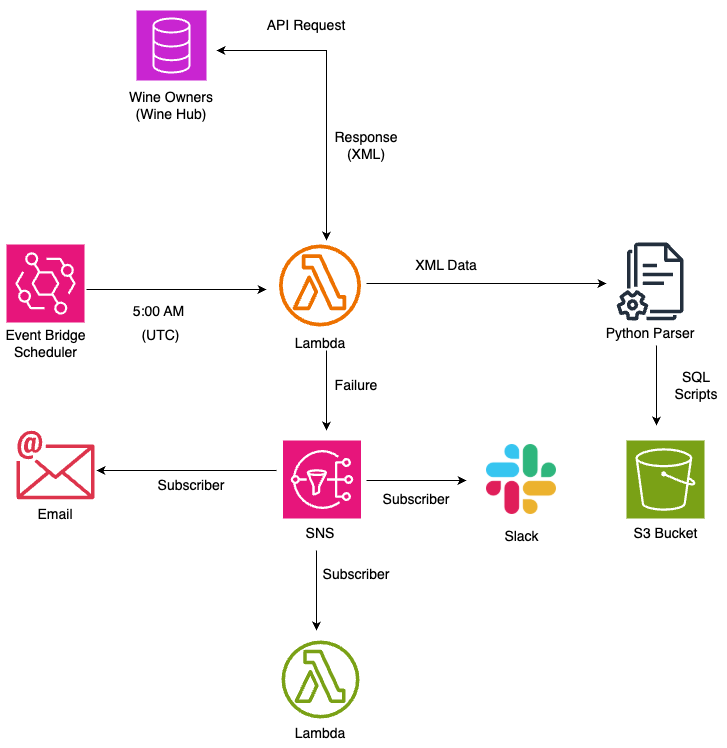 API Request
Wine Owners
(Wine Hub)
Response
(XML)
XML Data
5:00 AM
(UTC)
Event Bridge
Scheduler
Lambda
Python Parser
Failure
SQL
Scripts
@
Subscriber
Subscriber
Email
SNS
Slack
S3 Bucket
Subscriber
Lambda